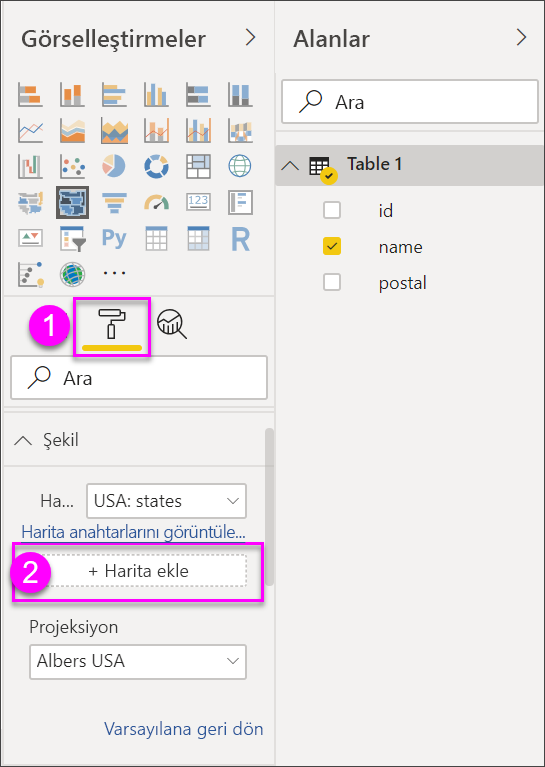 Görselleştirmeler
123
Py
R
...
1
Ara
Şekil
Ha...
USA: states
Harita anahtarlarını görüntüle...
2
+ Harita ekle
Projeksiyon
Albers USA
Varsayılana geri dön
Alanlar
Ara
Table 1
id
name
postal